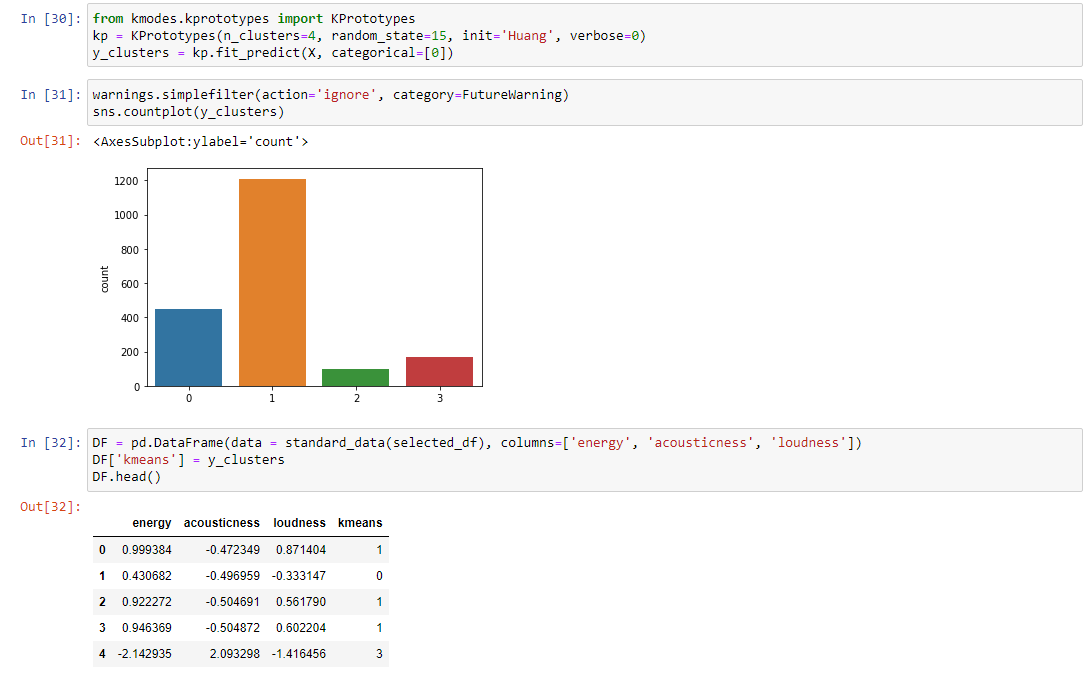 In [30]: from kmodes.kprototypes import KPrototypes
kp = KPrototypes(n_clusters=4, random_state=15, init='Huang', verbose=0)
y_clusters = kp.fit_predict(X, categorical=[0])
In [31]: warnings.simplefilter(action='ignore', category=FutureWarning)
sns.countplot(y_clusters)
Out[31]: <AxesSubplot:ylabel='count'>
1200
1000
800
600
400
200
0
count
0 1 2 3
In [32]: DF = pd.DataFrame(data = standard_data(selected_df), columns=['energy', 'acousticness', 'loudness'])
DF['kmeans'] = y_clusters
DF.head()
Out[32]:
energy acousticness loudness kmeans
0 0.999384 -0.472349 0.871404 1
1 0.430682 -0.496959 -0.333147 0
2 0.922272 -0.504691 0.561790 1
3 0.946369 -0.504872 0.602204 1
4 -2.142935 2.093298 -1.416456 3